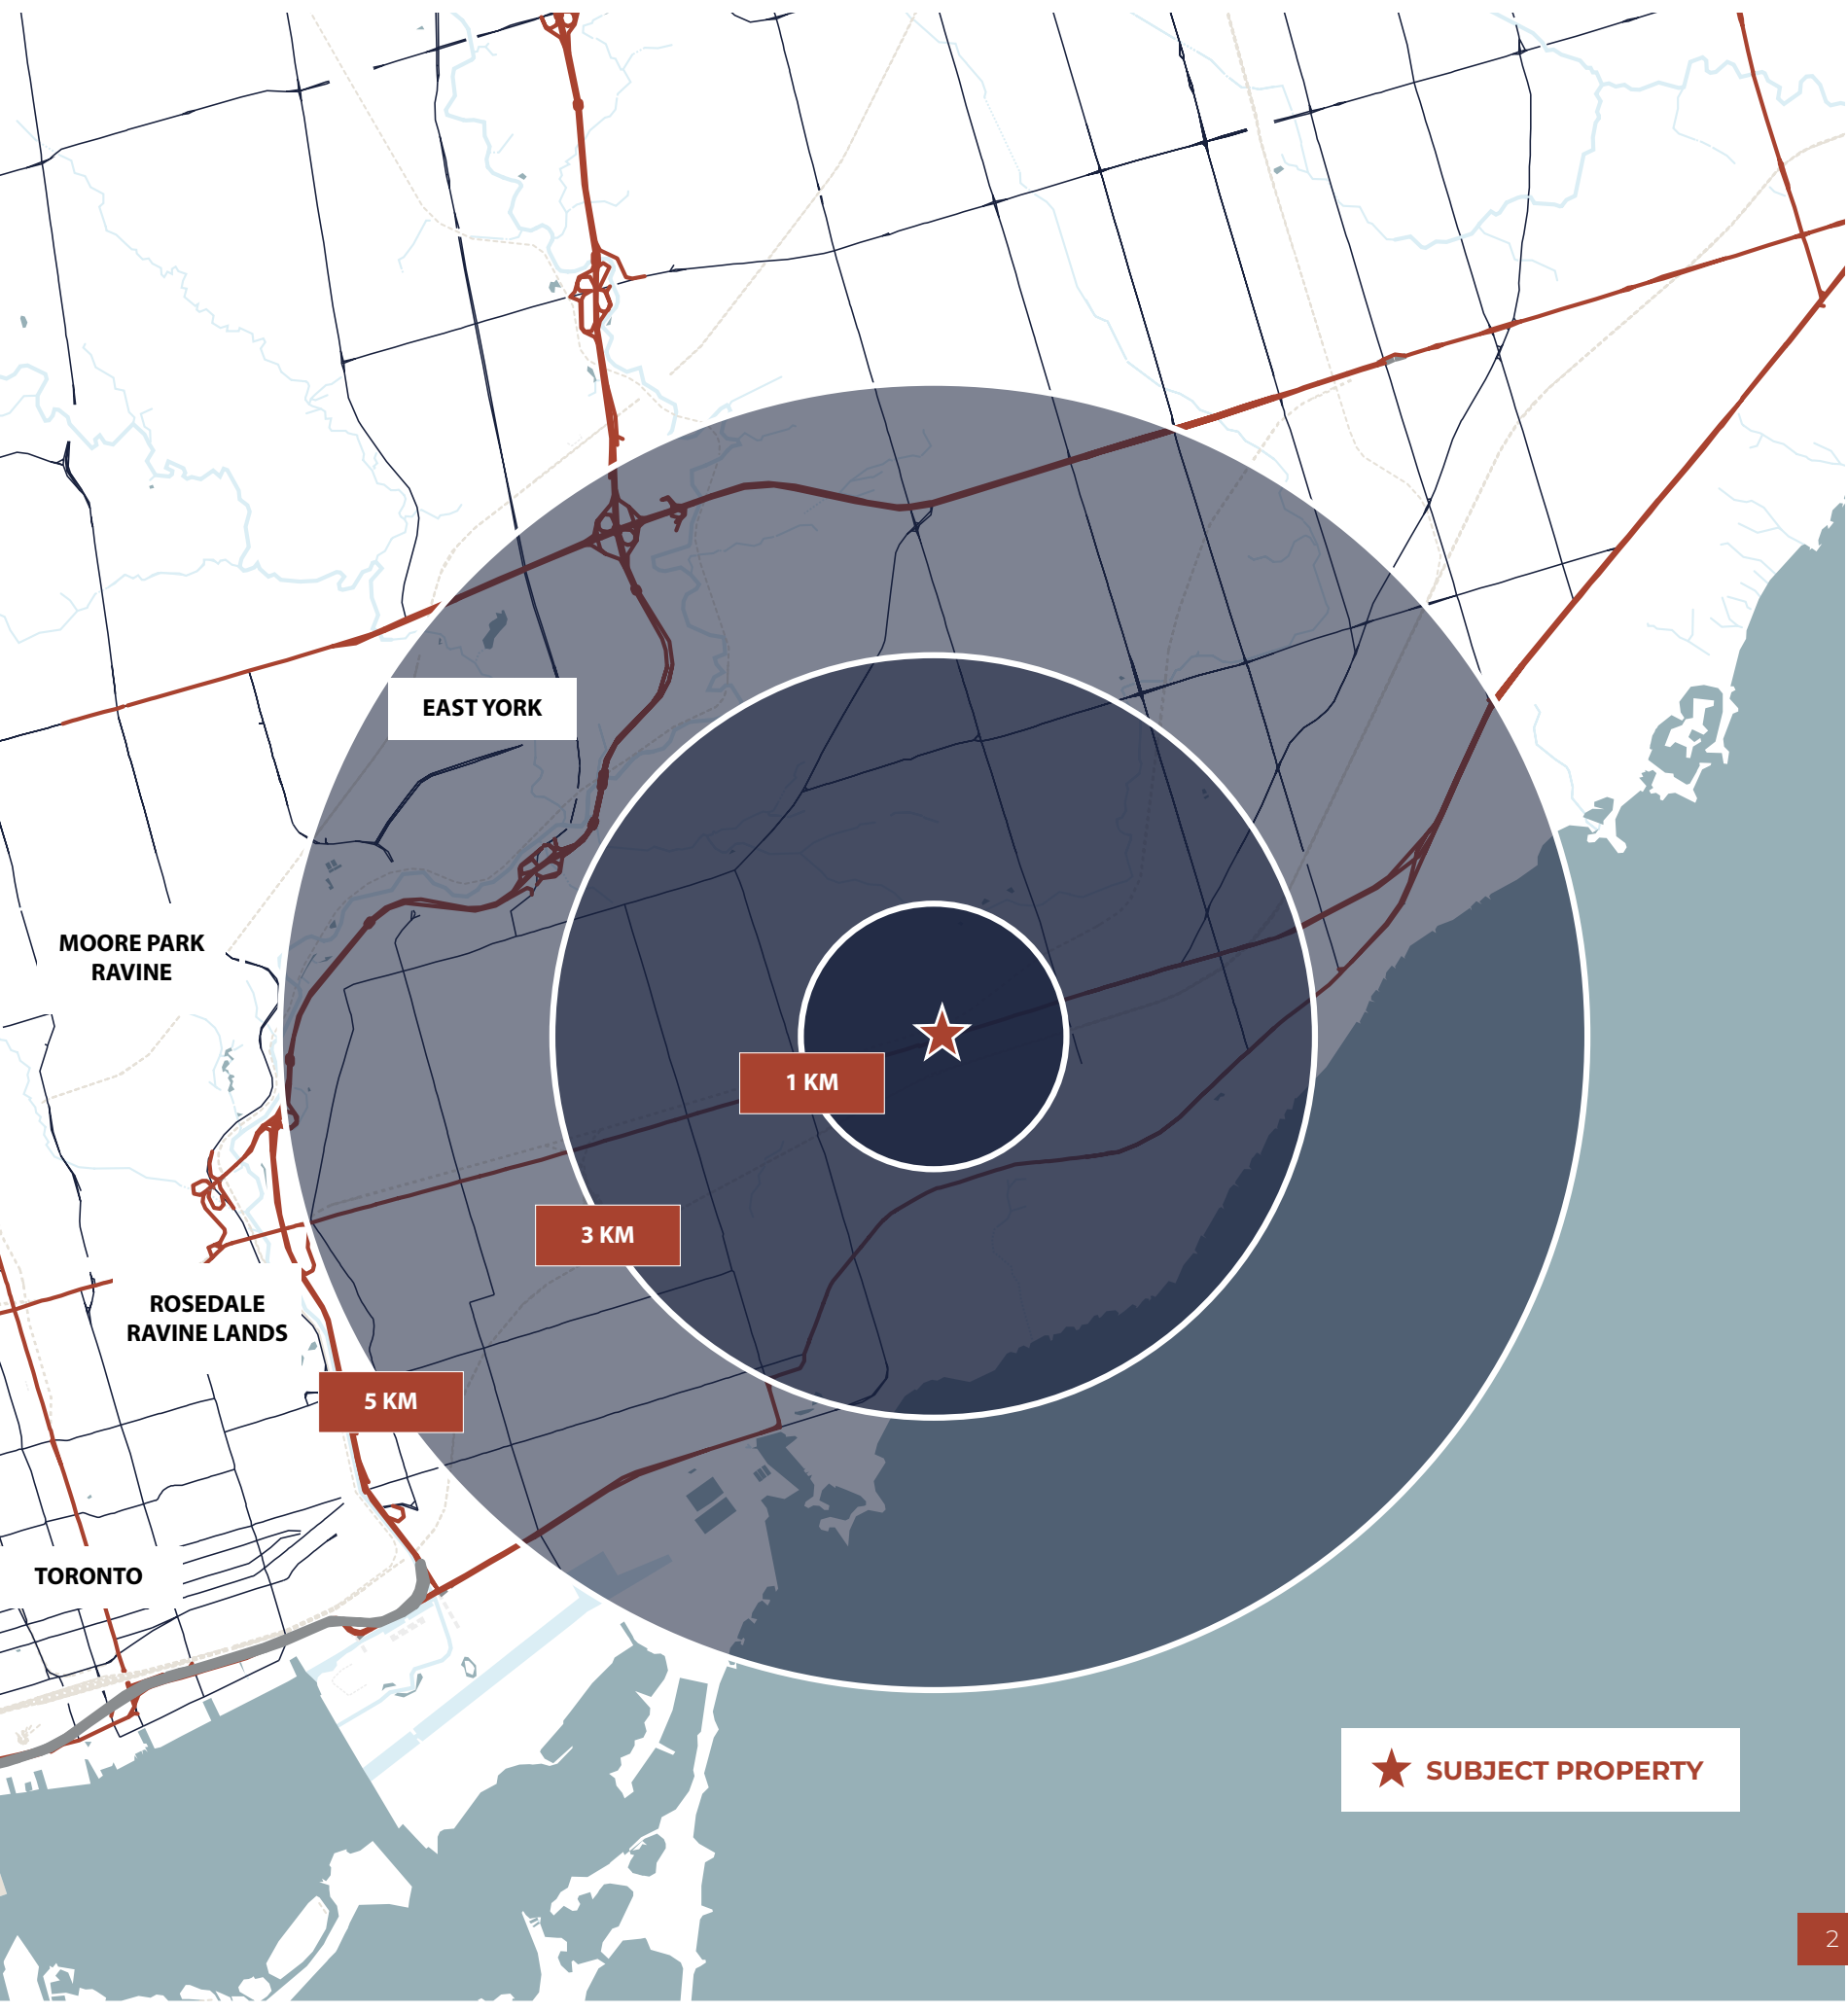 EAST YORK
MOORE PARK
RAVINE
1 KM
3 KM
ROSEDALE
RAVINE LANDS
5 KM
TORONTO
SUBJECT PROPERTY
2